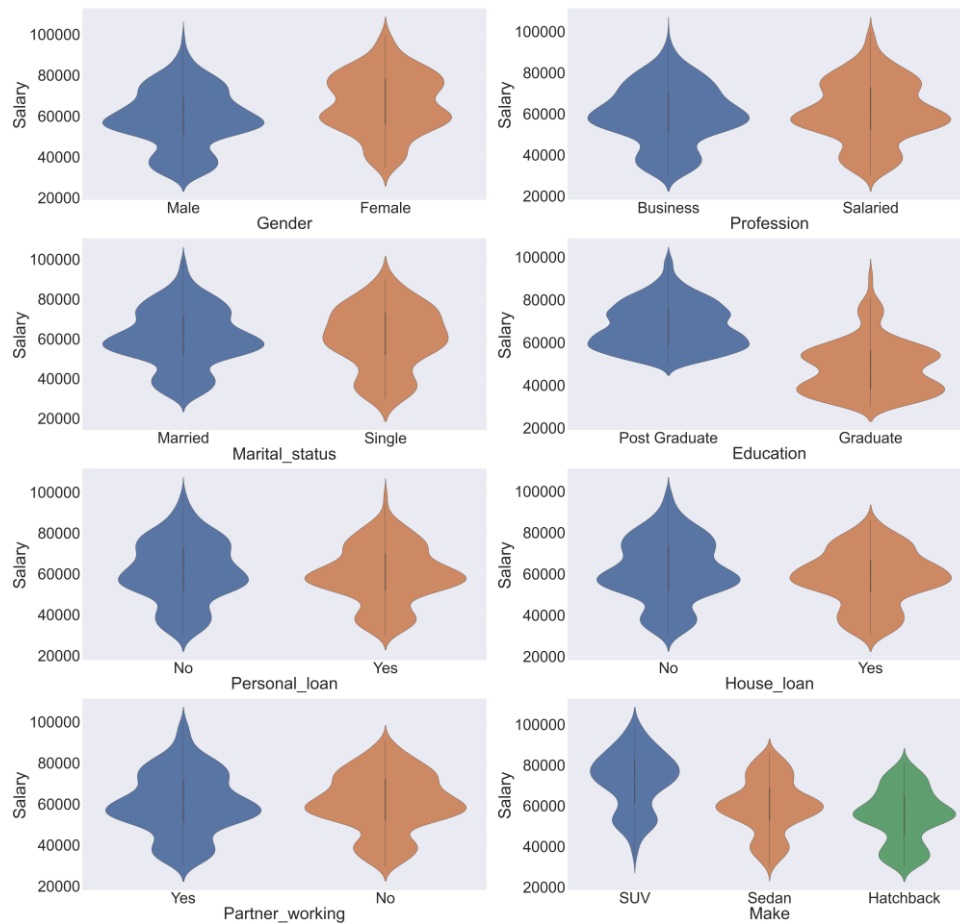 Salary
100000
80000
60000
40000
20000
Male Female
Gender
Salary
100000
80000
60000
40000
20000
Business Salaried
Profession
Salary
100000
80000
60000
40000
20000
Married Single
Marital_status
Salary
100000
80000
60000
40000
20000
Post Graduate Graduate
Education
Salary
100000
80000
60000
40000
20000
No Yes
Personal_loan
Salary
100000
80000
60000
40000
20000
No Yes
House_loan
Salary
100000
80000
60000
40000
20000
Yes No
Partner_working
Salary
100000
80000
60000
40000
20000
SUV Sedan Hatchback
Make